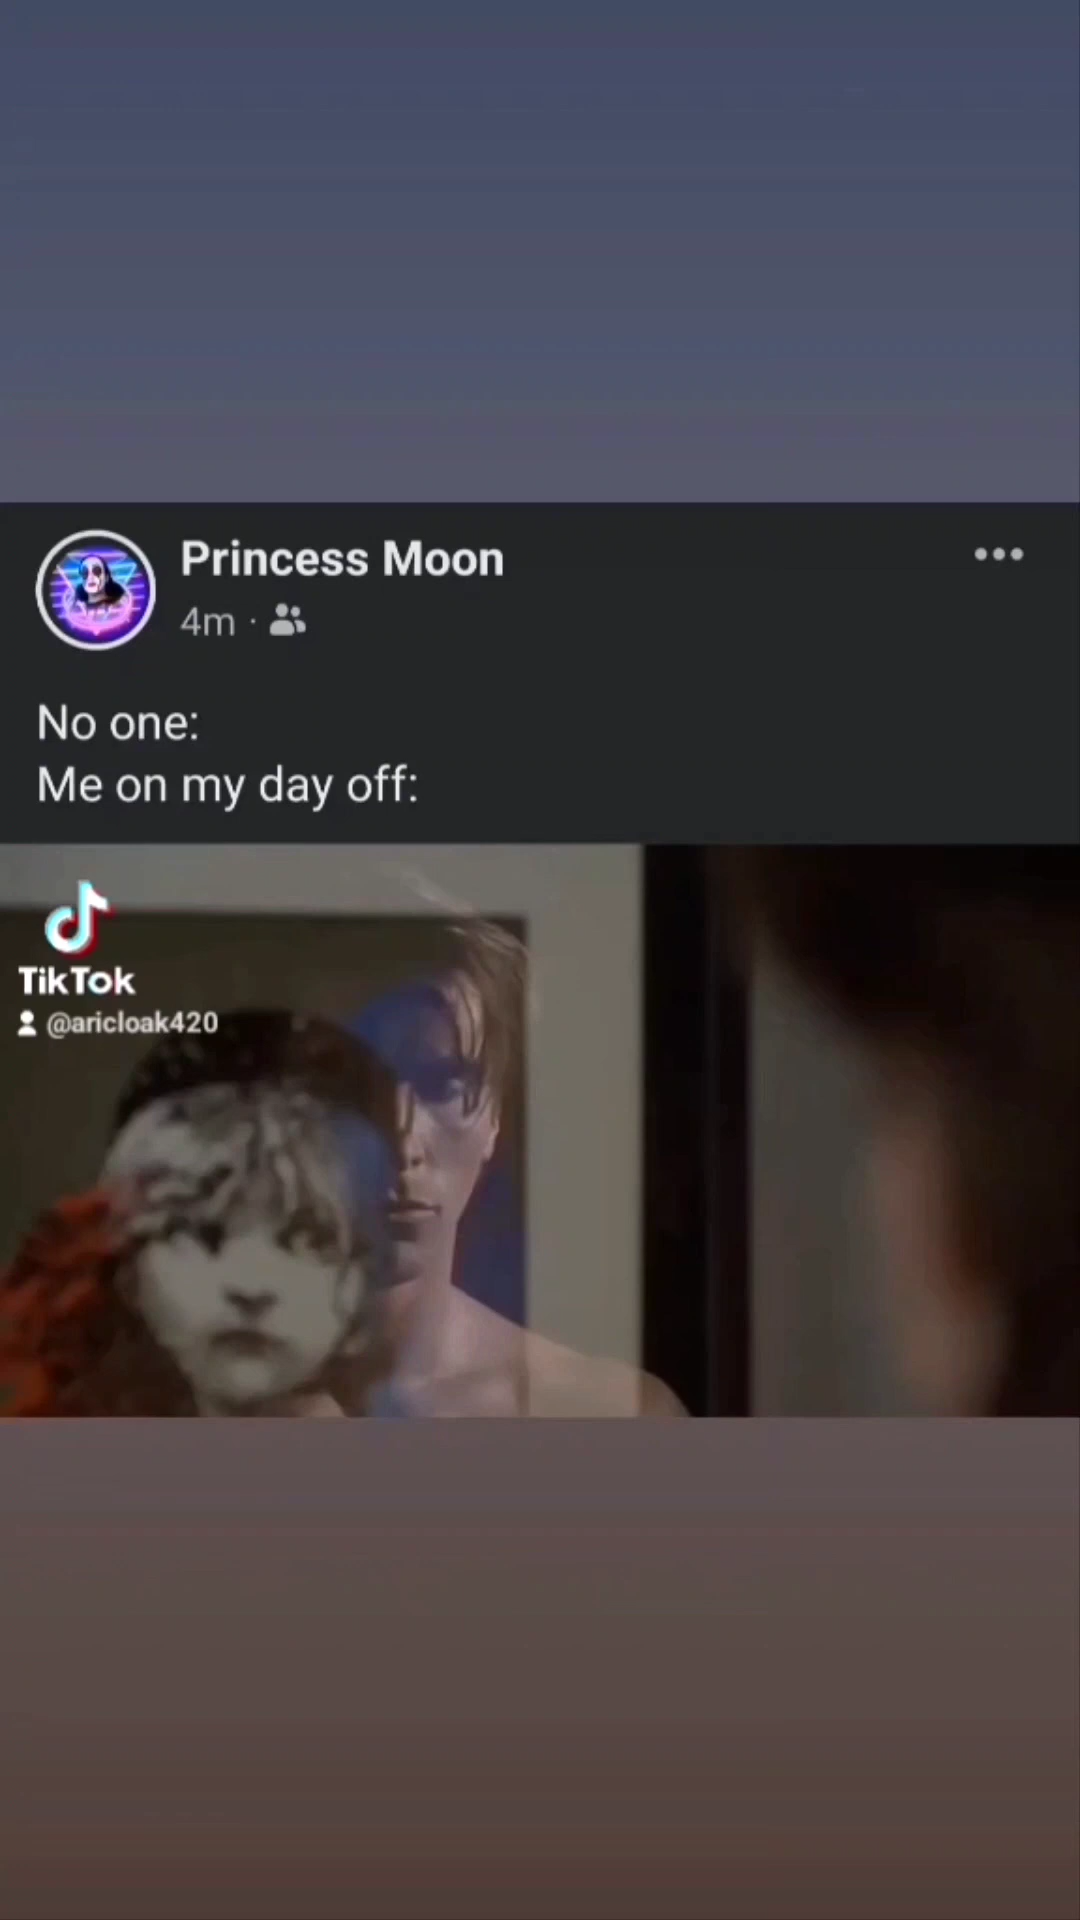 Princess Moon
4m ·
No one:
Me on my day off:
TikTok
@aricloak420